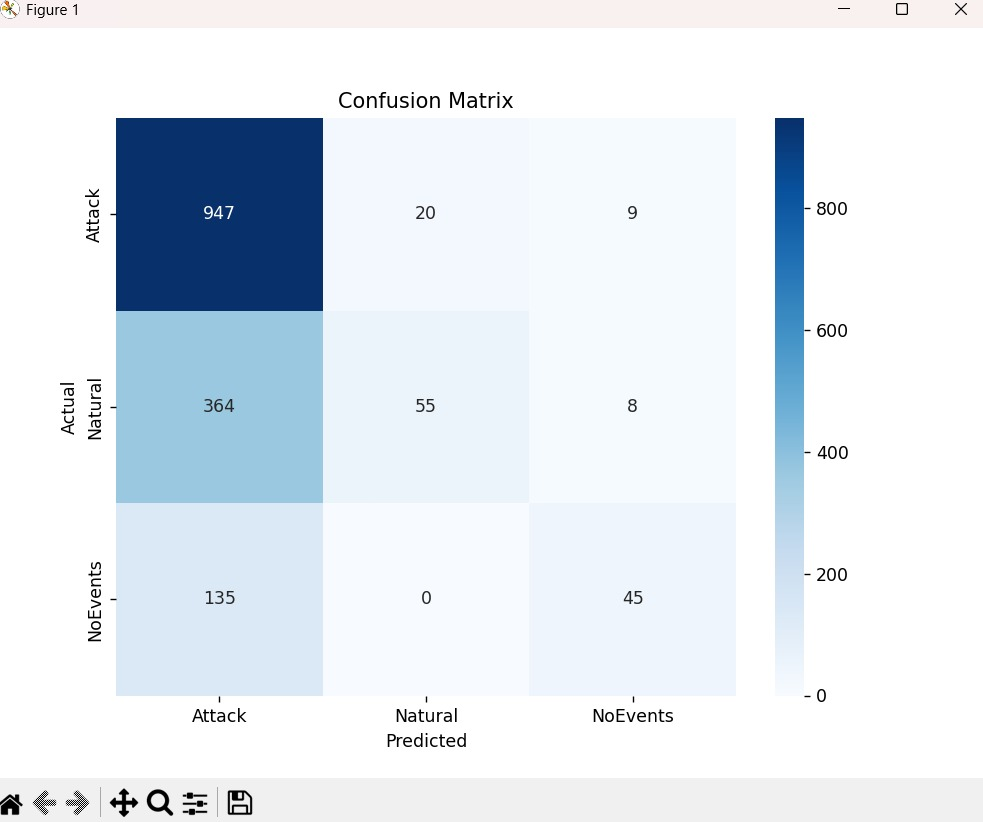 Figure 1
Confusion Matrix
Attack
947
20
9
800
600
Actual
Natural
364
55
8
400
200
NoEvents
135
0
45
0
Attack
Natural
NoEvents
Predicted